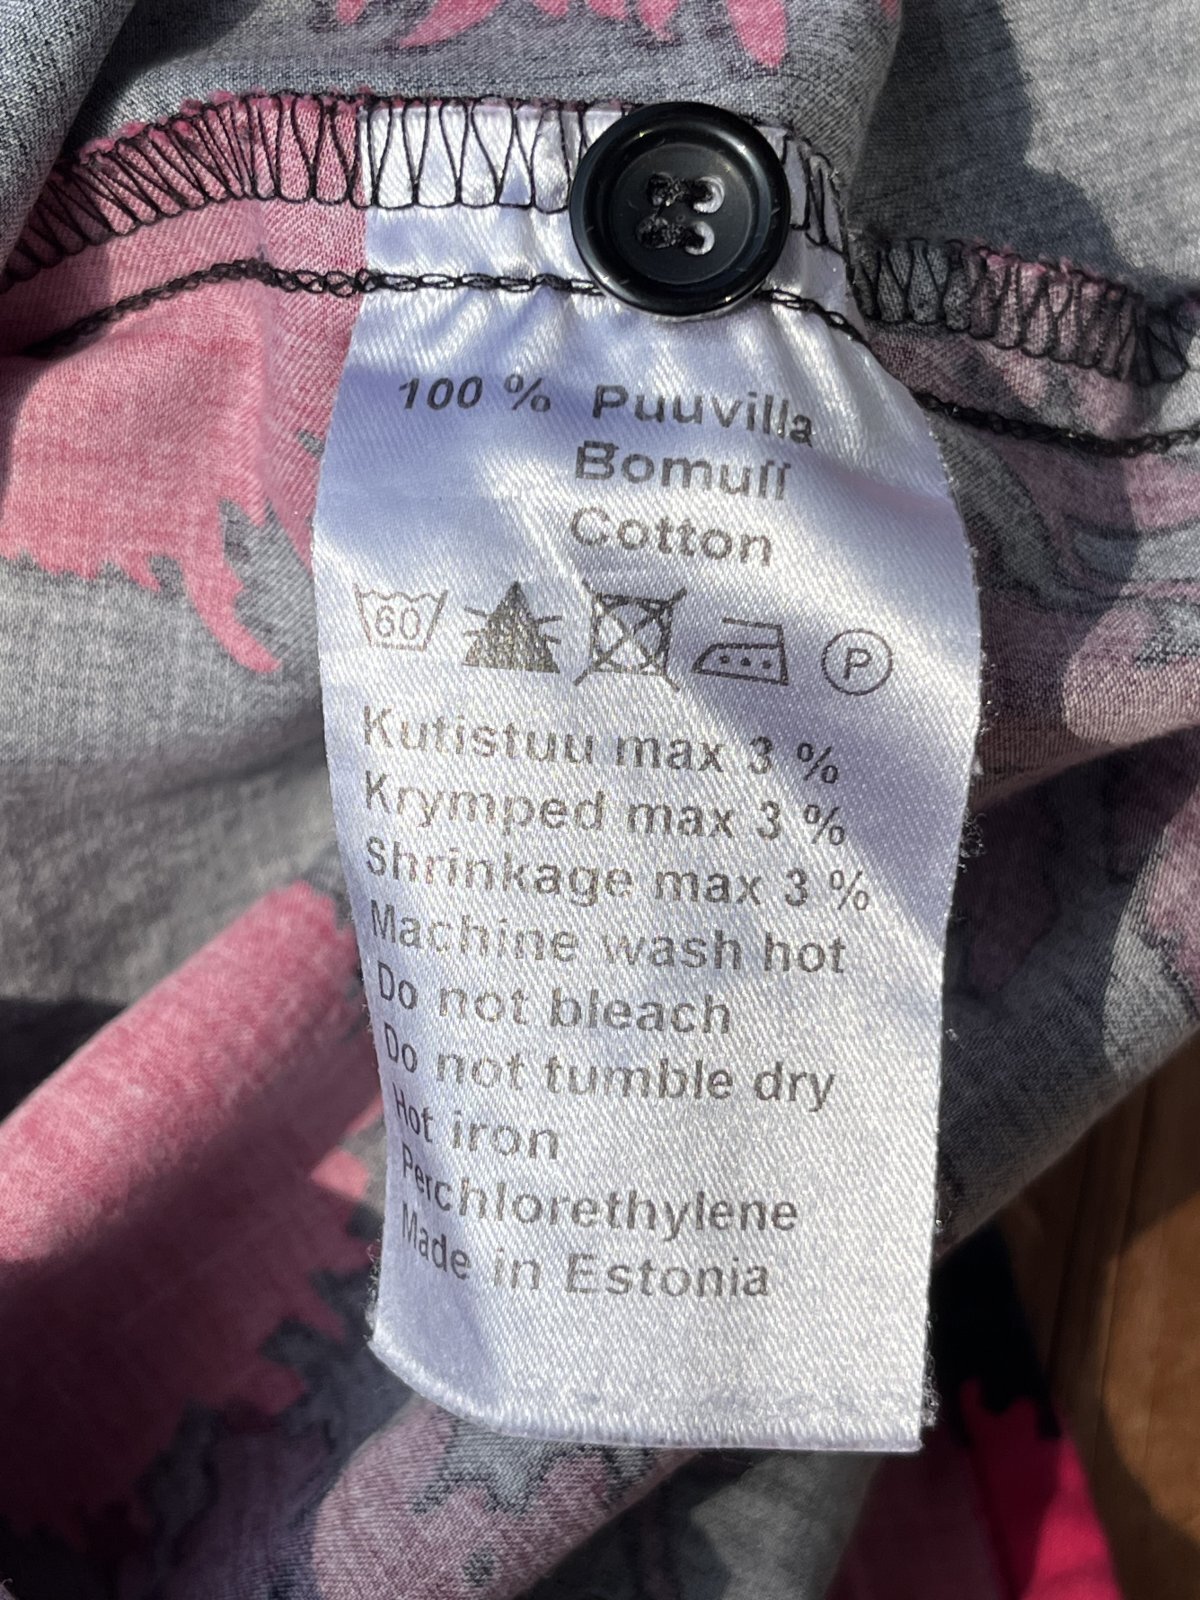 100 % Puuvilla
Bomull
Cotton
60 P
Kutistuu max 3 %
Krymped max 3 %
Shrinkage max 3 %
Machine wash hot
Do not bleach
Do not tumble dry
Hot iron
Perchlorethylene
Made in Estonia